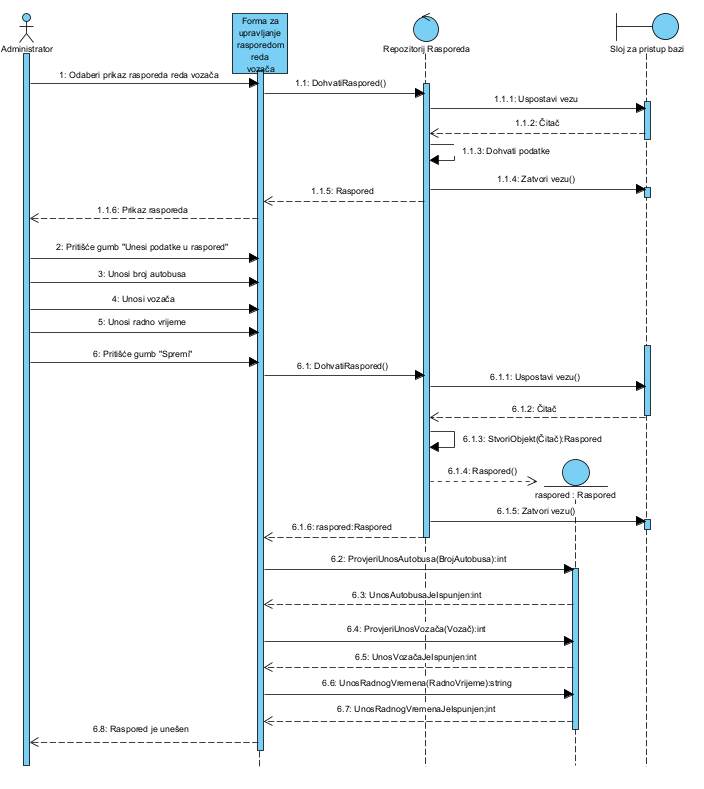 Administrator
Forma za
upravljanje
rasporedom
reda
vozača
Repozitorij Rasporeda
Sloj za pristup bazi
1: Odaberi prikaz rasporeda reda vozača
1.1: DohvatiRaspored()
1.1.1: Uspostavi vezu
1.1.2: Čitač
1.1.3: Dohvati podatke
1.1.4: Zatvori vezu()
1.1.5: Raspored
1.1.6: Prikaz rasporeda
2: Pritišće gumb "Unesi podatke u raspored"
3: Unosi broj autobusa
4: Unosi vozača
5: Unosi radno vrijeme
6: Pritišće gumb "Spremi"
6.1: DohvatiRaspored()
6.1.1: Uspostavi vezu()
6.1.2: Čitač
6.1.3: StvoriObjekt(Čitač):Raspored
6.1.4: Raspored()
raspored : Raspored
6.1.5: Zatvori vezu()
6.1.6: raspored:Raspored
6.2: ProvjeriUnosAutobusa(BrojAutobusa):int
6.3: UnosAutobusaJeIspunjen:int
6.4: ProvjeriUnosVozača(Vozač):int
6.5: UnosVozačaJeIspunjen:int
6.6: UnosRadnogVremena(RadnoVrijeme):string
6.7: UnosRadnogVremenaJeIspunjen;int
6.8: Raspored je unešen